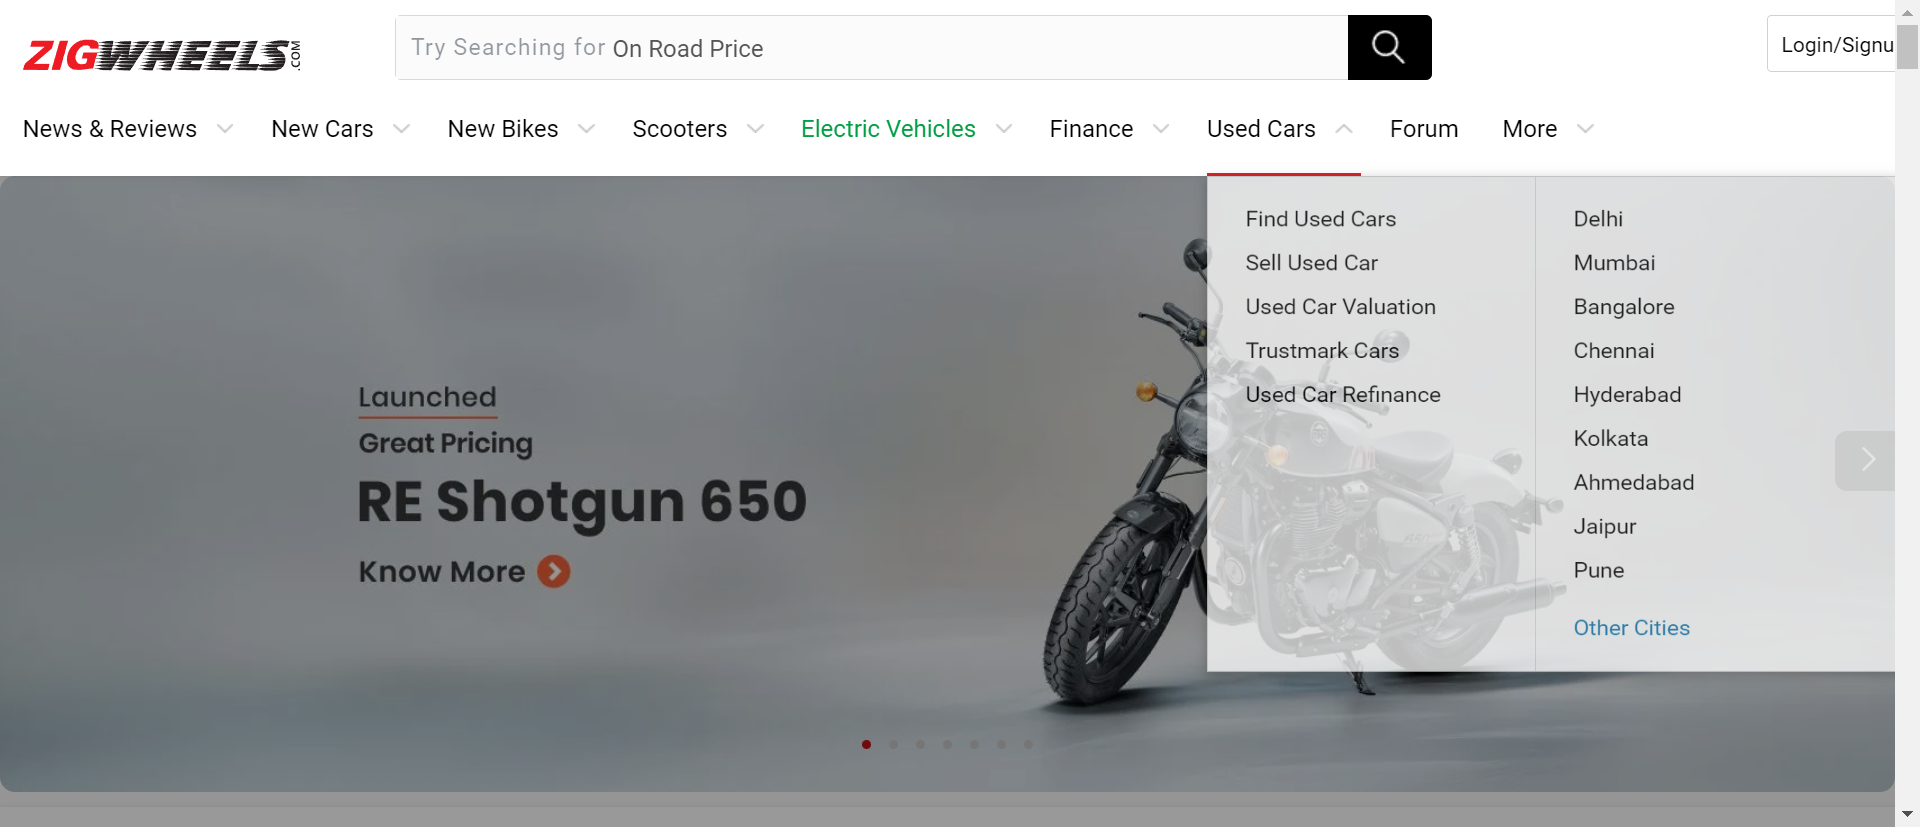 ZIGWHEELS.COM
Try Searching for On Road Price
Login/Signu
News & Reviews
New Cars
New Bikes
Scooters
Electric Vehicles
Finance
Used Cars
Forum
More
Find Used Cars
Sell Used Car
Used Car Valuation
Trustmark Cars
Used Car Refinance
Delhi
Mumbai
Bangalore
Chennai
Hyderabad
Kolkata
Ahmedabad
Jaipur
Pune
Other Cities
Launched
Great Pricing
RE Shotgun 650
Know More